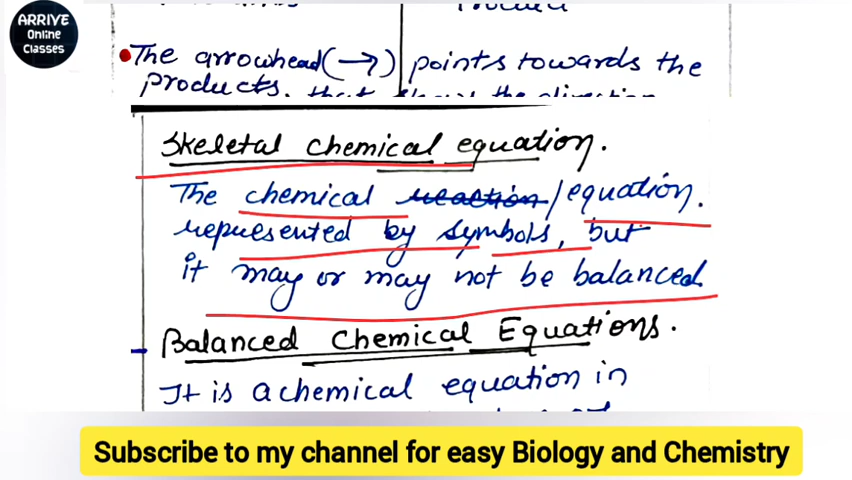 ARRIVE
Online
Classes
•The arrowhead(→) points towards the
products. that
Skeletal chemical equation.
The chemical reaction/equation.
represented by symbols, but
it may or may not be balanced.
Balanced Chemical Equations.
It is a chemical equation in
Subscribe to my channel for easy Biology and Chemistry